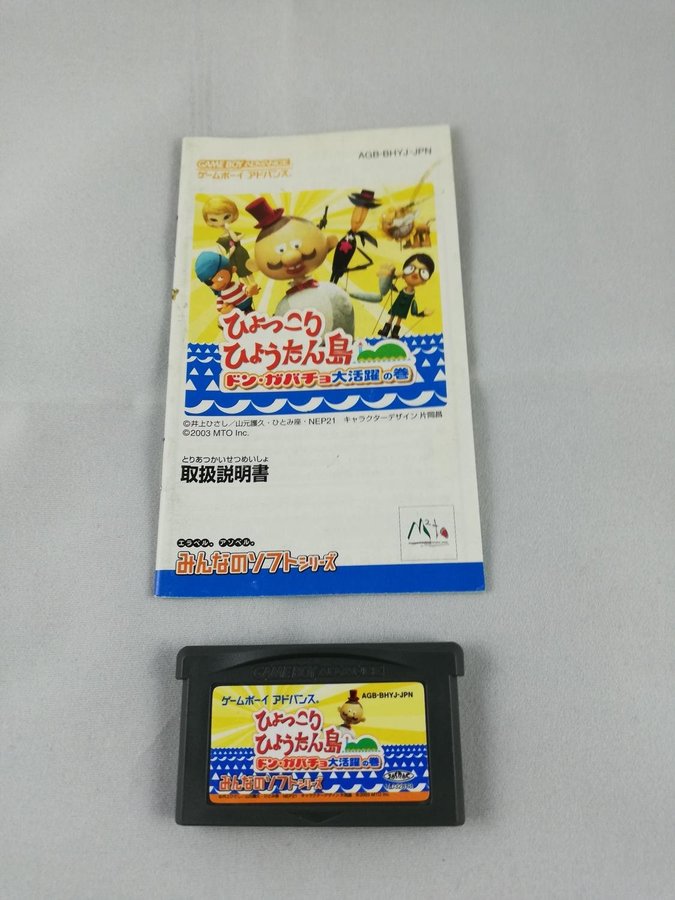 GAME BOY ADVANCE
ゲームボーイ アドバンス®
AGB-BHYJ-JPN
ひょっこり
ひょうたん島
ドン・ガバチョ大活躍の巻
©井上ひさし/山元護久・ひとみ座・NEP21 キャラクターデザイン 片岡昌
©2003 MTO Inc.
とりあつかいせつめいしょ
取扱説明書
エラベル。アソベル。
みんなのソフトシリーズ
GAME BOY ADVANCE
ゲームボーイ アドバンス®
AGB-BHYJ-JPN
ひょっこり
ひょうたん島
ドン・ガバチョ大活躍の巻
みんなのソフトシリーズ